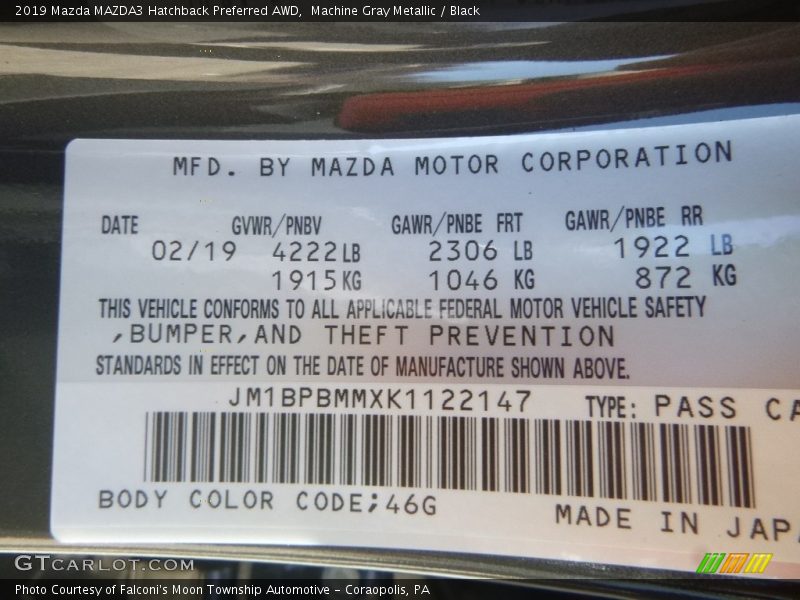 2019 Mazda MAZDA3 Hatchback Preferred AWD,  Machine Gray Metallic / Black
MFD. BY MAZDA MOTOR CORPORATION
DATE GVWR/PNBV GAWR/PNBE FRT GAWR/PNBE RR
02/19 4222LB 2306 LB 1922 LB
1915KG 1046 KG 872 KG
THIS VEHICLE CONFORMS TO ALL APPLICABLE FEDERAL MOTOR VEHICLE SAFETY
,BUMPER,AND THEFT PREVENTION
STANDARDS IN EFFECT ON THE DATE OF MANUFACTURE SHOWN ABOVE.
JM1BPBMMXK1122147 TYPE: PASS CA
BODY COLOR CODE;46G
MADE IN JAP
GTCarLot.com
Photo Courtesy of Falconi's Moon Township Automotive - Coraopolis, PA